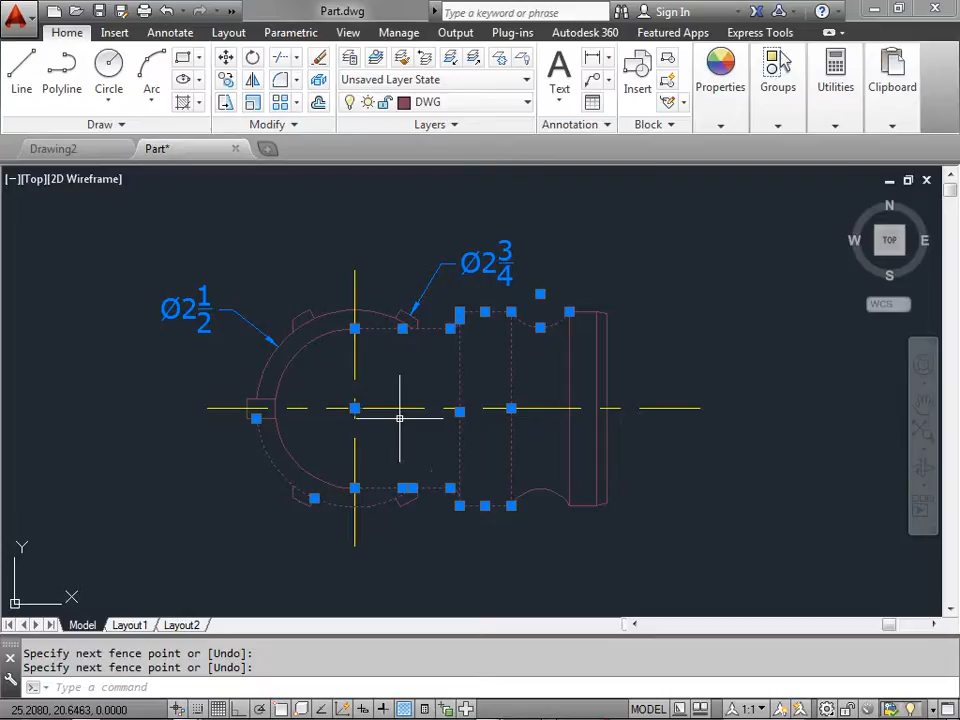 Part.dwg
Type a keyword or phrase
Sign In
Home Insert Annotate Layout Parametric View Manage Output Plug-ins Autodesk 360 Featured Apps Express Tools
Line Polyline Circle Arc
Draw
Modify
Unsaved Layer State
DWG
Layers
Text
Annotation
Insert
Block
Properties
Groups
Utilities
Clipboard
Drawing2 Part*
[−][Top][2D Wireframe]
N
W TOP E
S
WCS
Ø2 1/2
Ø2 3/4
Y
X
Model Layout1 Layout2
Specify next fence point or [Undo]:
Specify next fence point or [Undo]:
Type a command
25.2080, 20.6463, 0.0000
MODEL
1:1